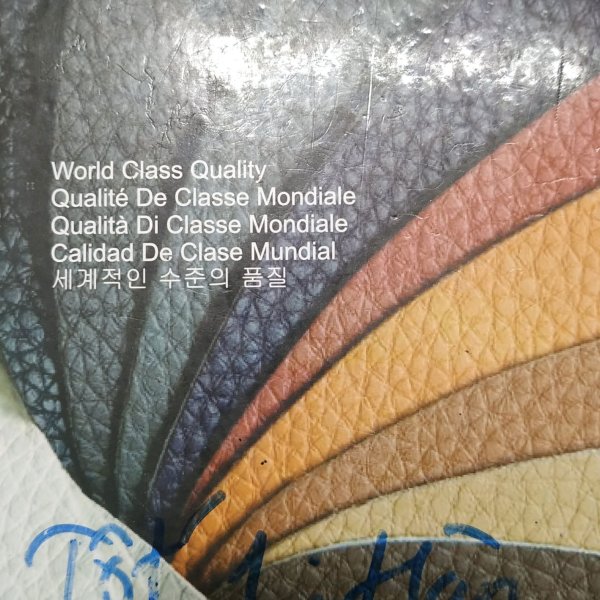 World Class Quality
Qualité De Classe Mondiale
Qualità Di Classe Mondiale
Calidad De Clase Mundial
세계적인 수준의 품질